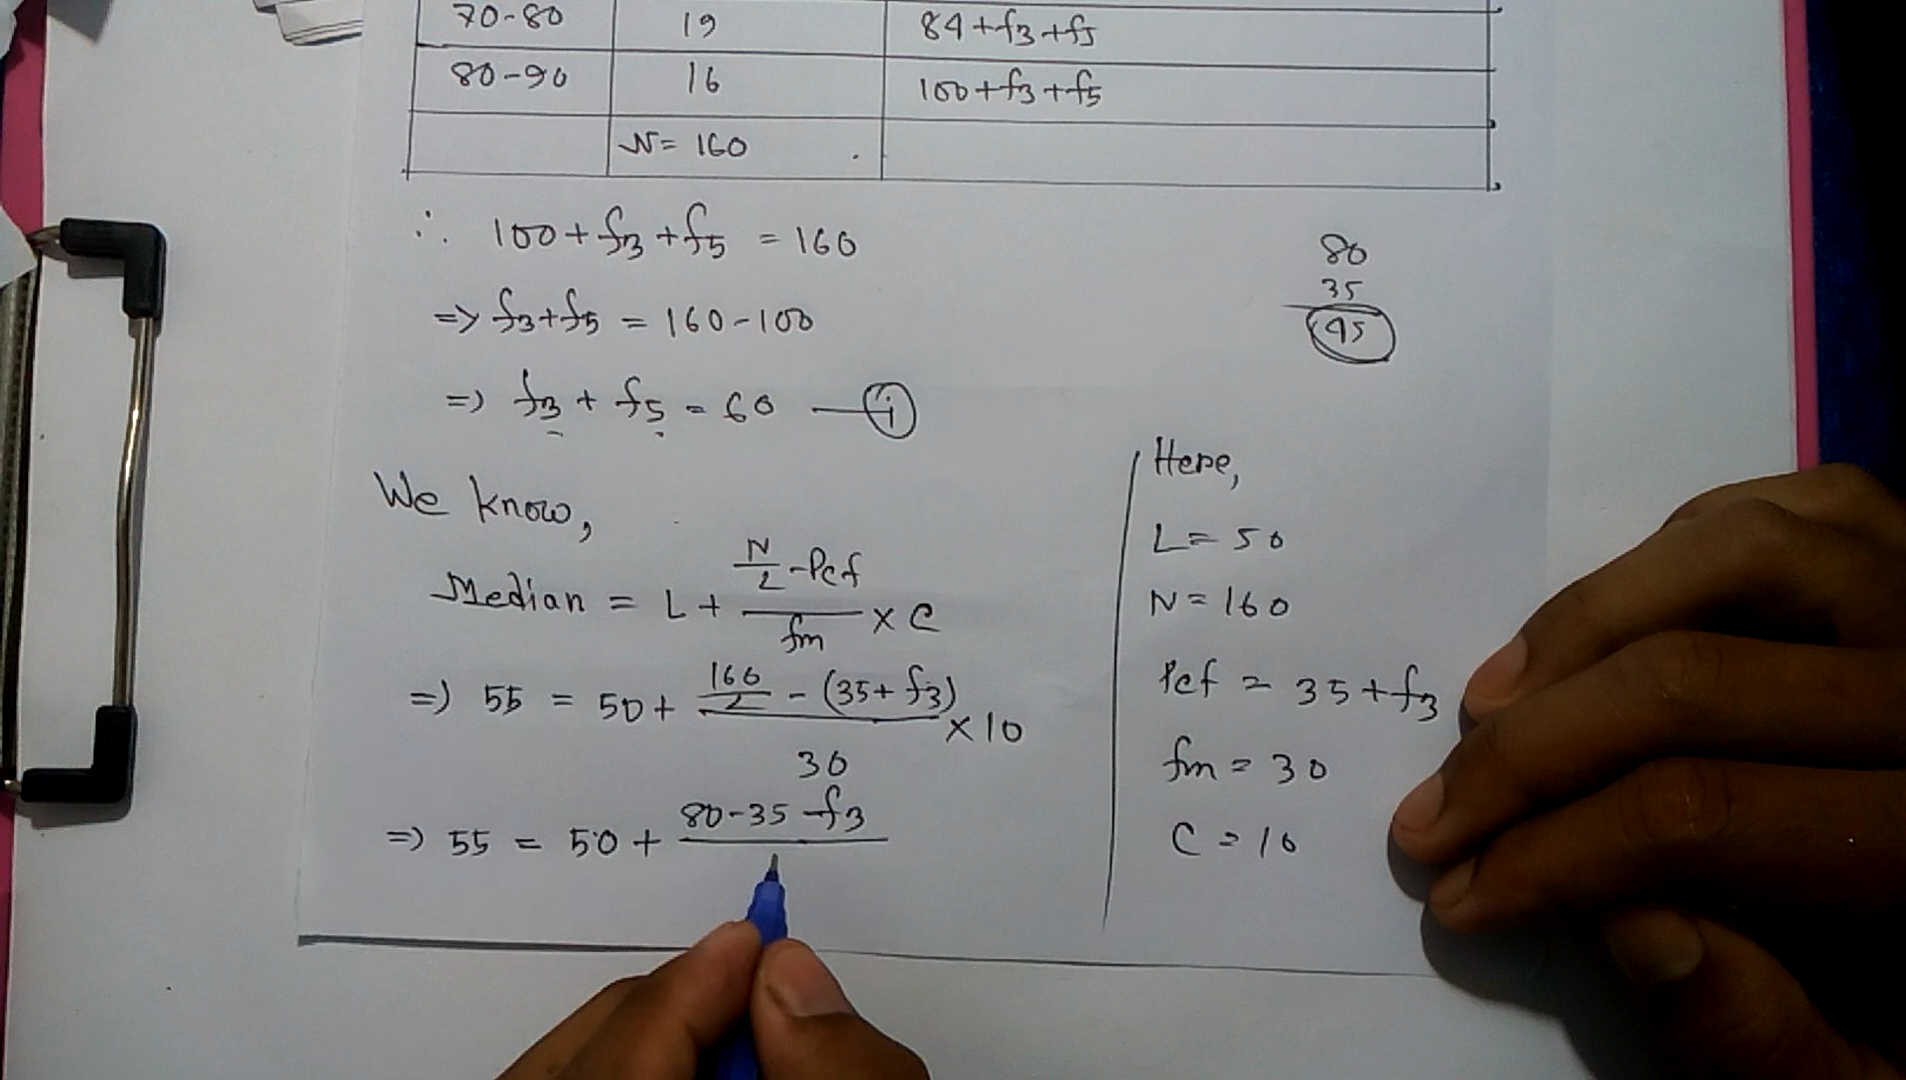 70-80 19 84+f3+f5
80-90 16 100+f3+f5
N= 160
∴ 100+f3+f5 = 160
=> f3+f5 = 160-100
=> f3 + f5 = 60 — (i)
80
35
45
We know,
Median = L + (N/2 - Pcf)/fm × C
=> 55 = 50 + (160/2 - (35+f3))/30 × 10
=> 55 = 50 + 80-35-f3
Here,
L = 50
N = 160
Pcf = 35+f3
fm = 30
C = 10